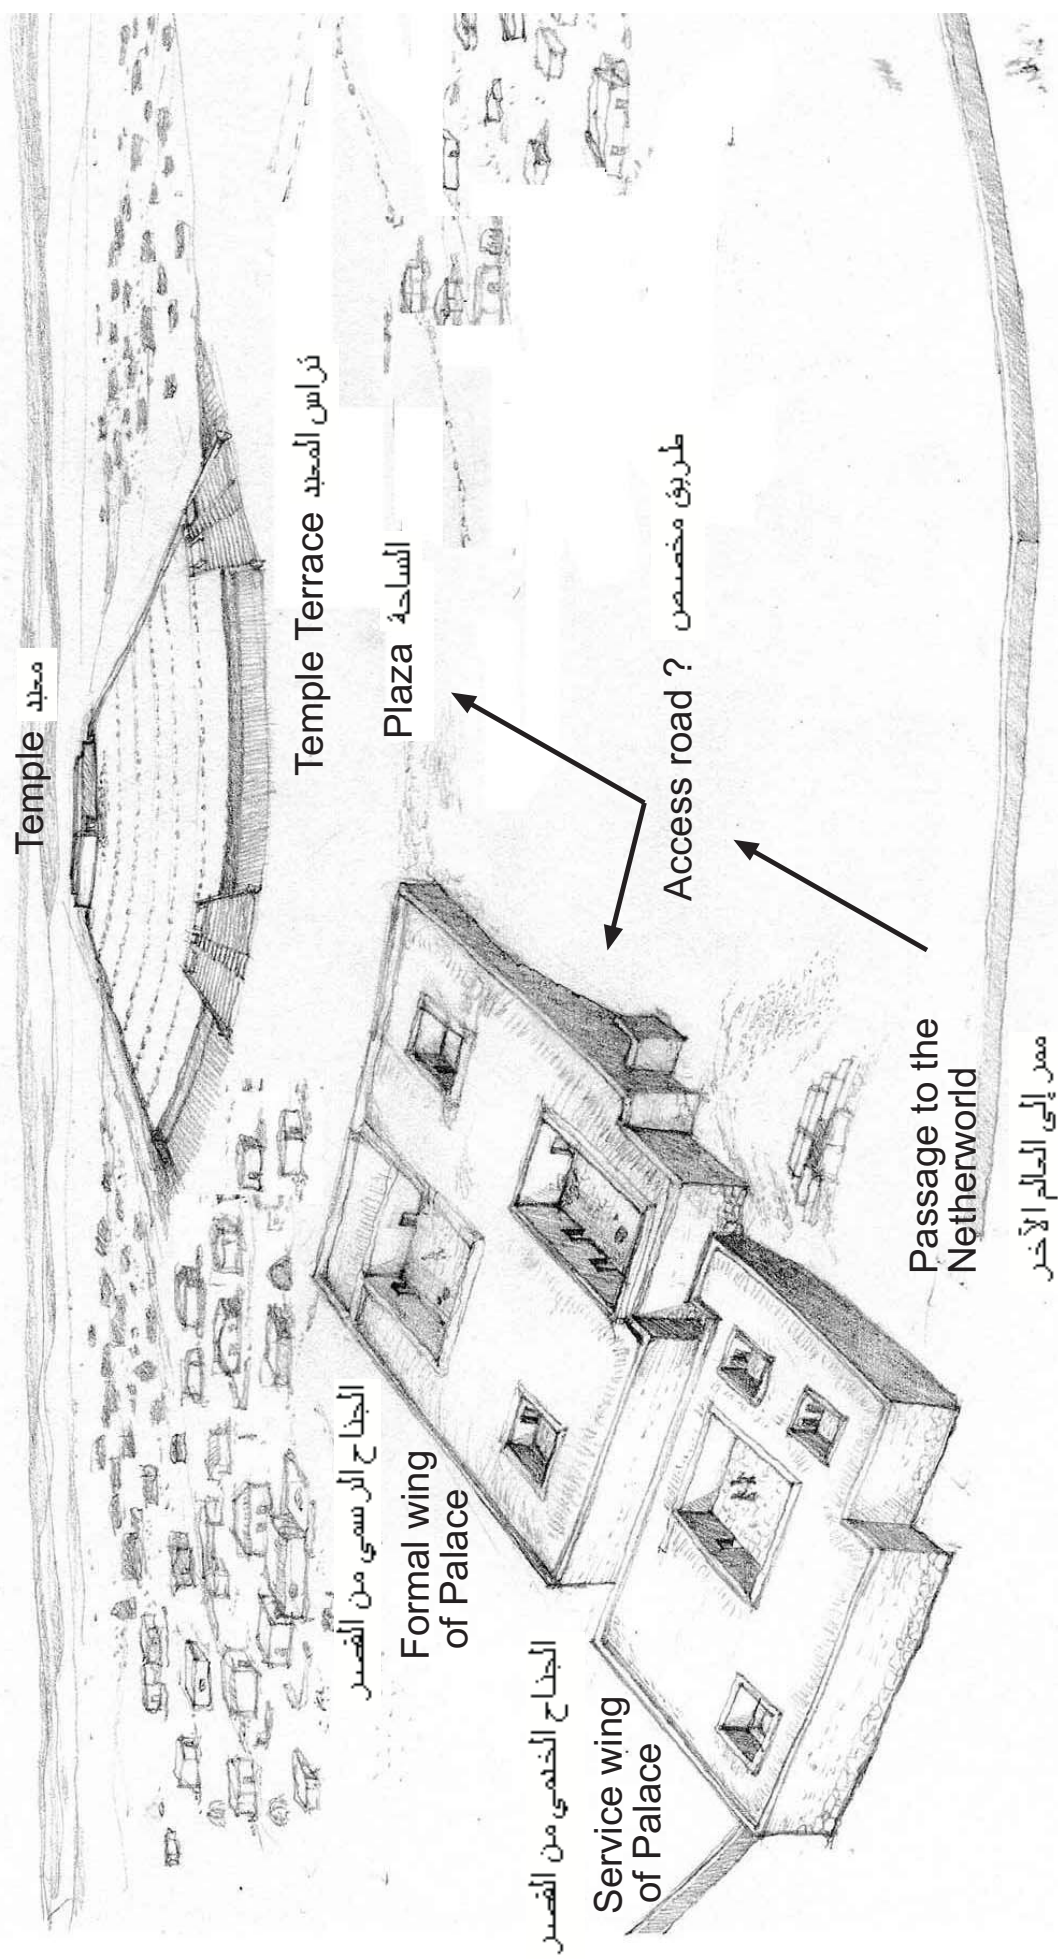 Temple معبد
Temple Terrace تراس المعبد
Plaza الساحة
Access road ? طريق مخصص
الجناح الرسمي من القصر
Formal wing
of Palace
الجناح الخدمي من القصر
Service wing
of Palace
Passage to the
Netherworld
ممر إلى العالم الآخر